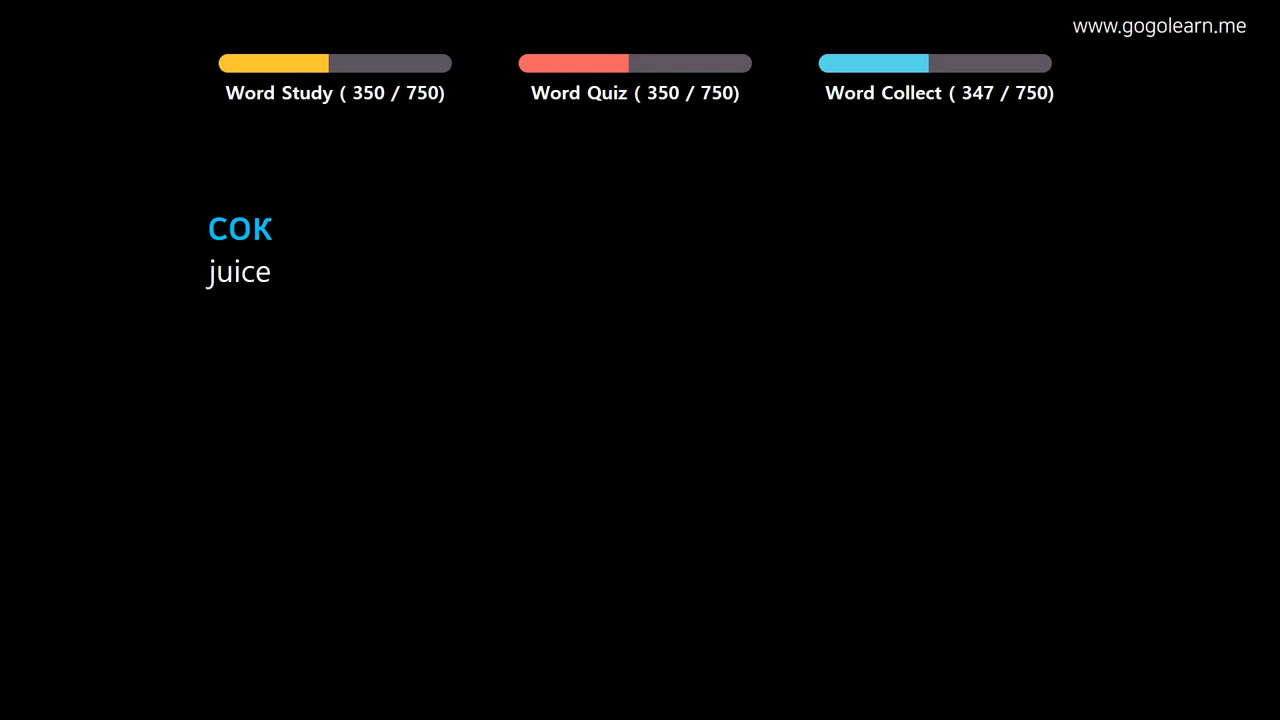 www.gogolearn.me
Word Study ( 350 / 750)
Word Quiz ( 350 / 750)
Word Collect ( 347 / 750)
сок
juice